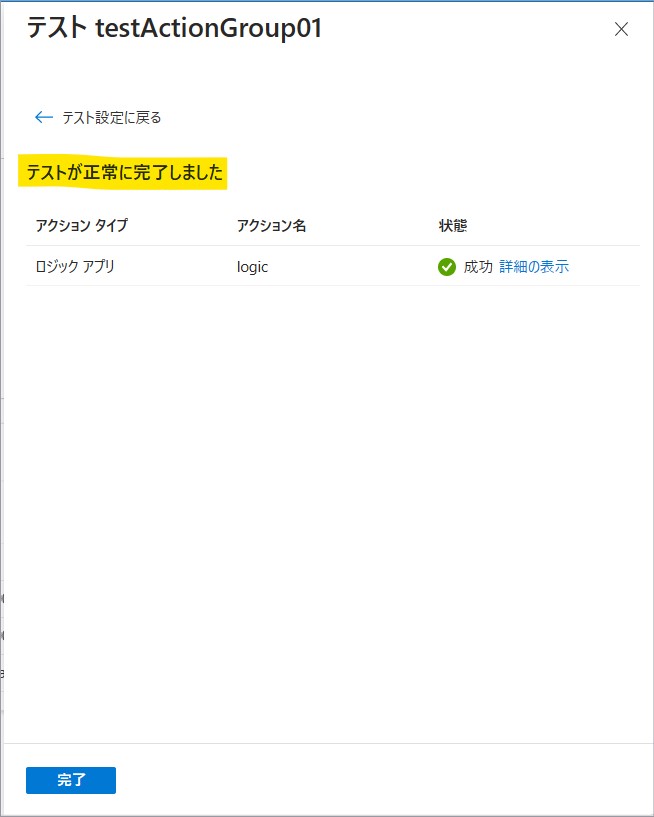 テスト testActionGroup01
← テスト設定に戻る
テストが正常に完了しました
アクション タイプ アクション名 状態
ロジック アプリ logic 成功 詳細の表示
完了